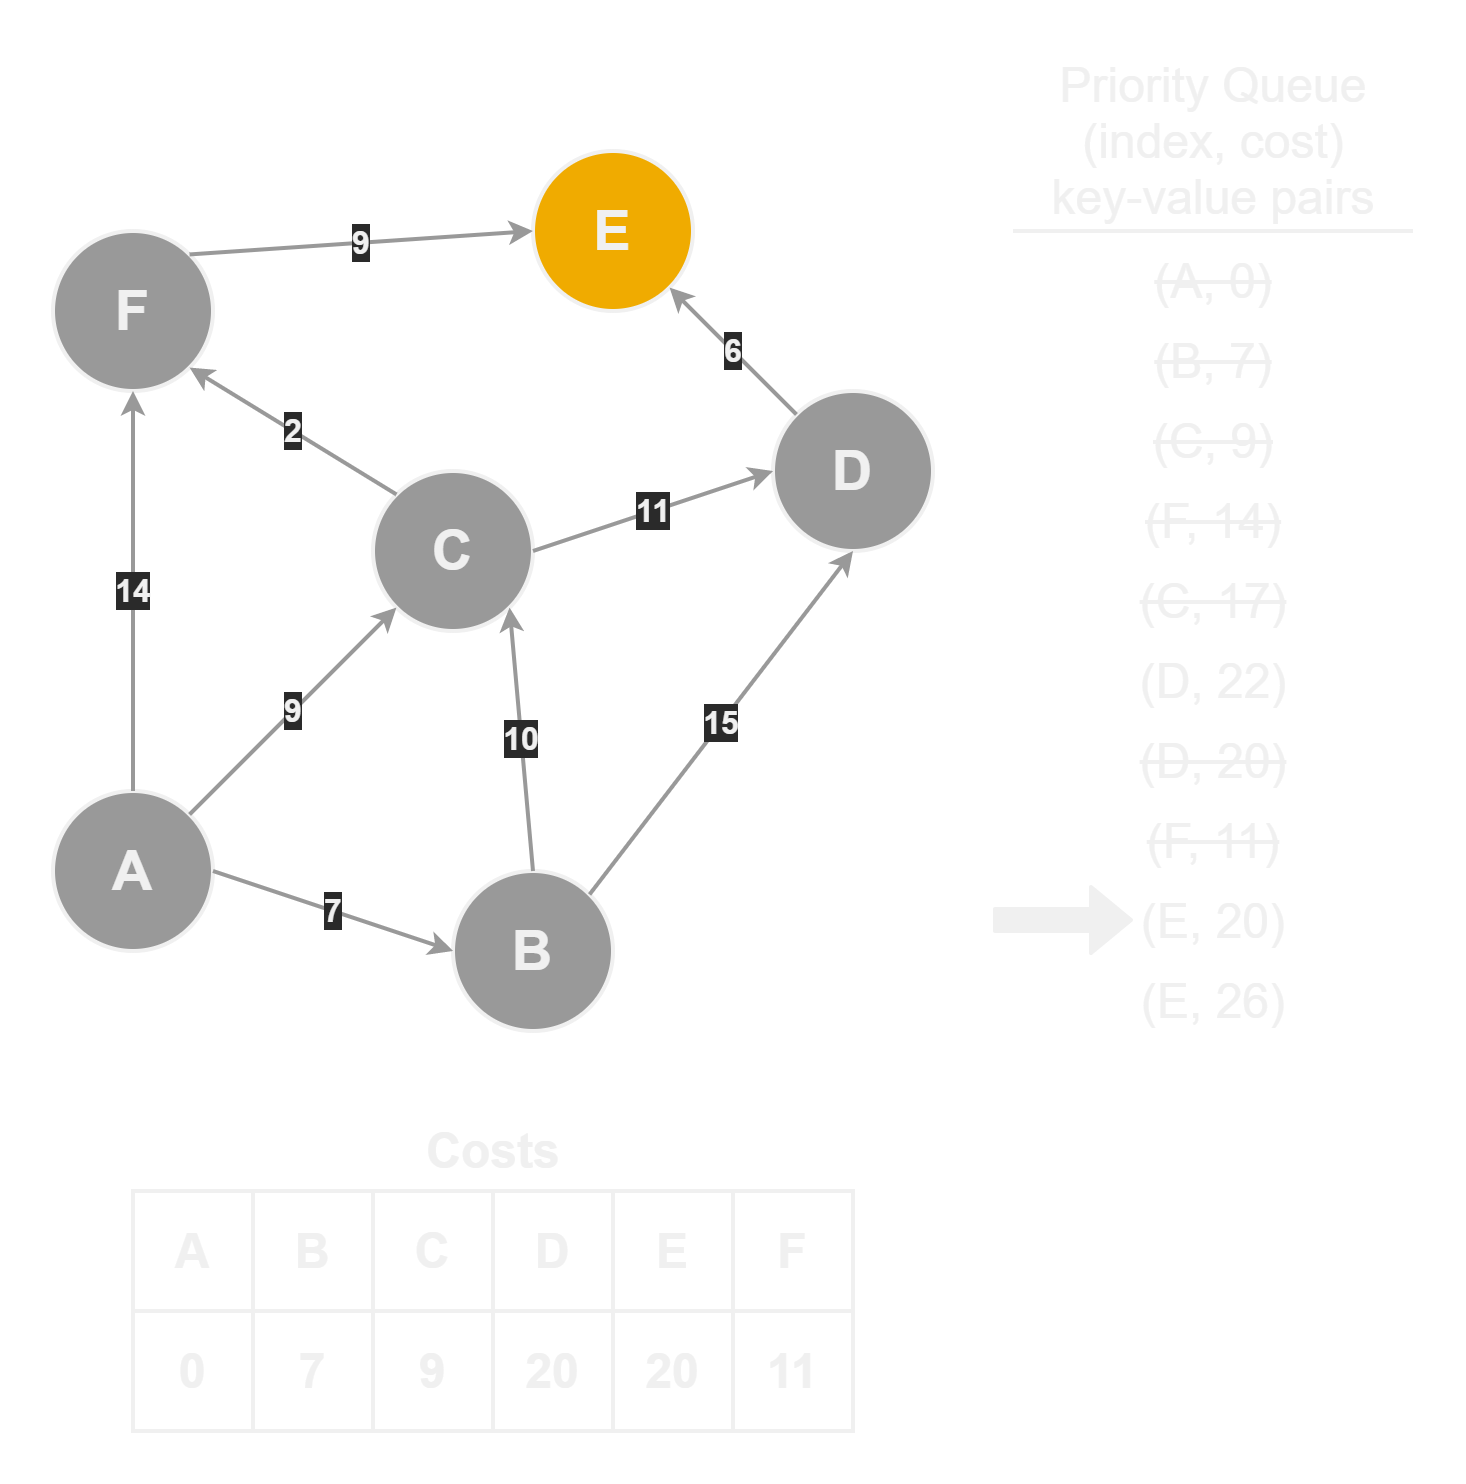 Priority Queue
(index, cost)
key-value pairs
(A, 0)
(B, 7)
(C, 9)
(F, 14)
(C, 17)
(D, 22)
(D, 20)
(F, 11)
(E, 20)
(E, 26)
E
9
F
6
2
D
11
C
14
9
10
15
A
7
B
Costs
A B C D E F
0 7 9 20 20 11